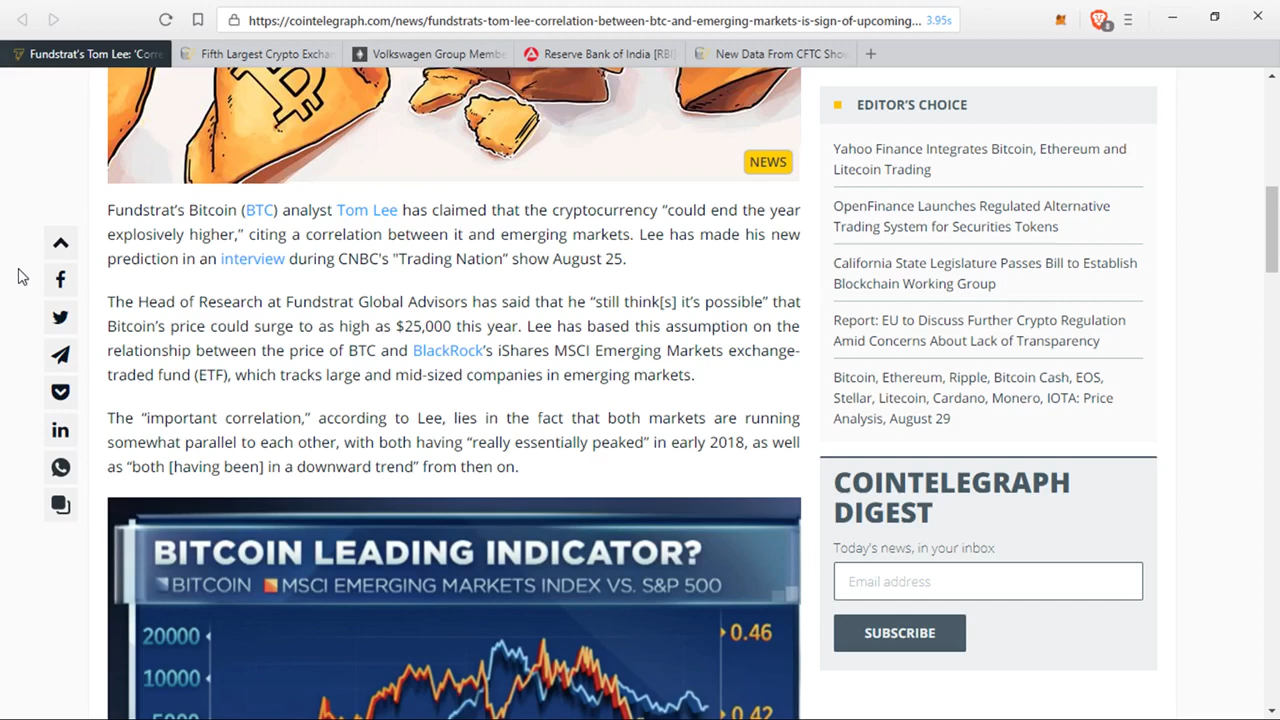 https://cointelegraph.com/news/fundstrats-tom-lee-correlation-between-btc-and-emerging-markets-is-sign-of-upcoming... 3.95s
8
Fundstrat's Tom Lee: 'Corre
Fifth Largest Crypto Exchan
Volkswagen Group Membe
Reserve Bank of India [RBI]
New Data From CFTC Sho
NEWS
Fundstrat's Bitcoin (BTC) analyst Tom Lee has claimed that the cryptocurrency “could end the year
explosively higher,” citing a correlation between it and emerging markets. Lee has made his new
prediction in an interview during CNBC's "Trading Nation” show August 25.
The Head of Research at Fundstrat Global Advisors has said that he “still think[s] it’s possible” that
Bitcoin’s price could surge to as high as $25,000 this year. Lee has based this assumption on the
relationship between the price of BTC and BlackRock’s iShares MSCI Emerging Markets exchange-
traded fund (ETF), which tracks large and mid-sized companies in emerging markets.
The “important correlation,” according to Lee, lies in the fact that both markets are running
somewhat parallel to each other, with both having “really essentially peaked” in early 2018, as well
as “both [having been] in a downward trend” from then on.
BITCOIN LEADING INDICATOR?
BITCOIN MSCI EMERGING MARKETS INDEX VS. S&P 500
20000 0.46
10000
5000 0.42
EDITOR’S CHOICE
Yahoo Finance Integrates Bitcoin, Ethereum and
Litecoin Trading
OpenFinance Launches Regulated Alternative
Trading System for Securities Tokens
California State Legislature Passes Bill to Establish
Blockchain Working Group
Report: EU to Discuss Further Crypto Regulation
Amid Concerns About Lack of Transparency
Bitcoin, Ethereum, Ripple, Bitcoin Cash, EOS,
Stellar, Litecoin, Cardano, Monero, IOTA: Price
Analysis, August 29
COINTELEGRAPH
DIGEST
Today's news, in your inbox
Email address
SUBSCRIBE